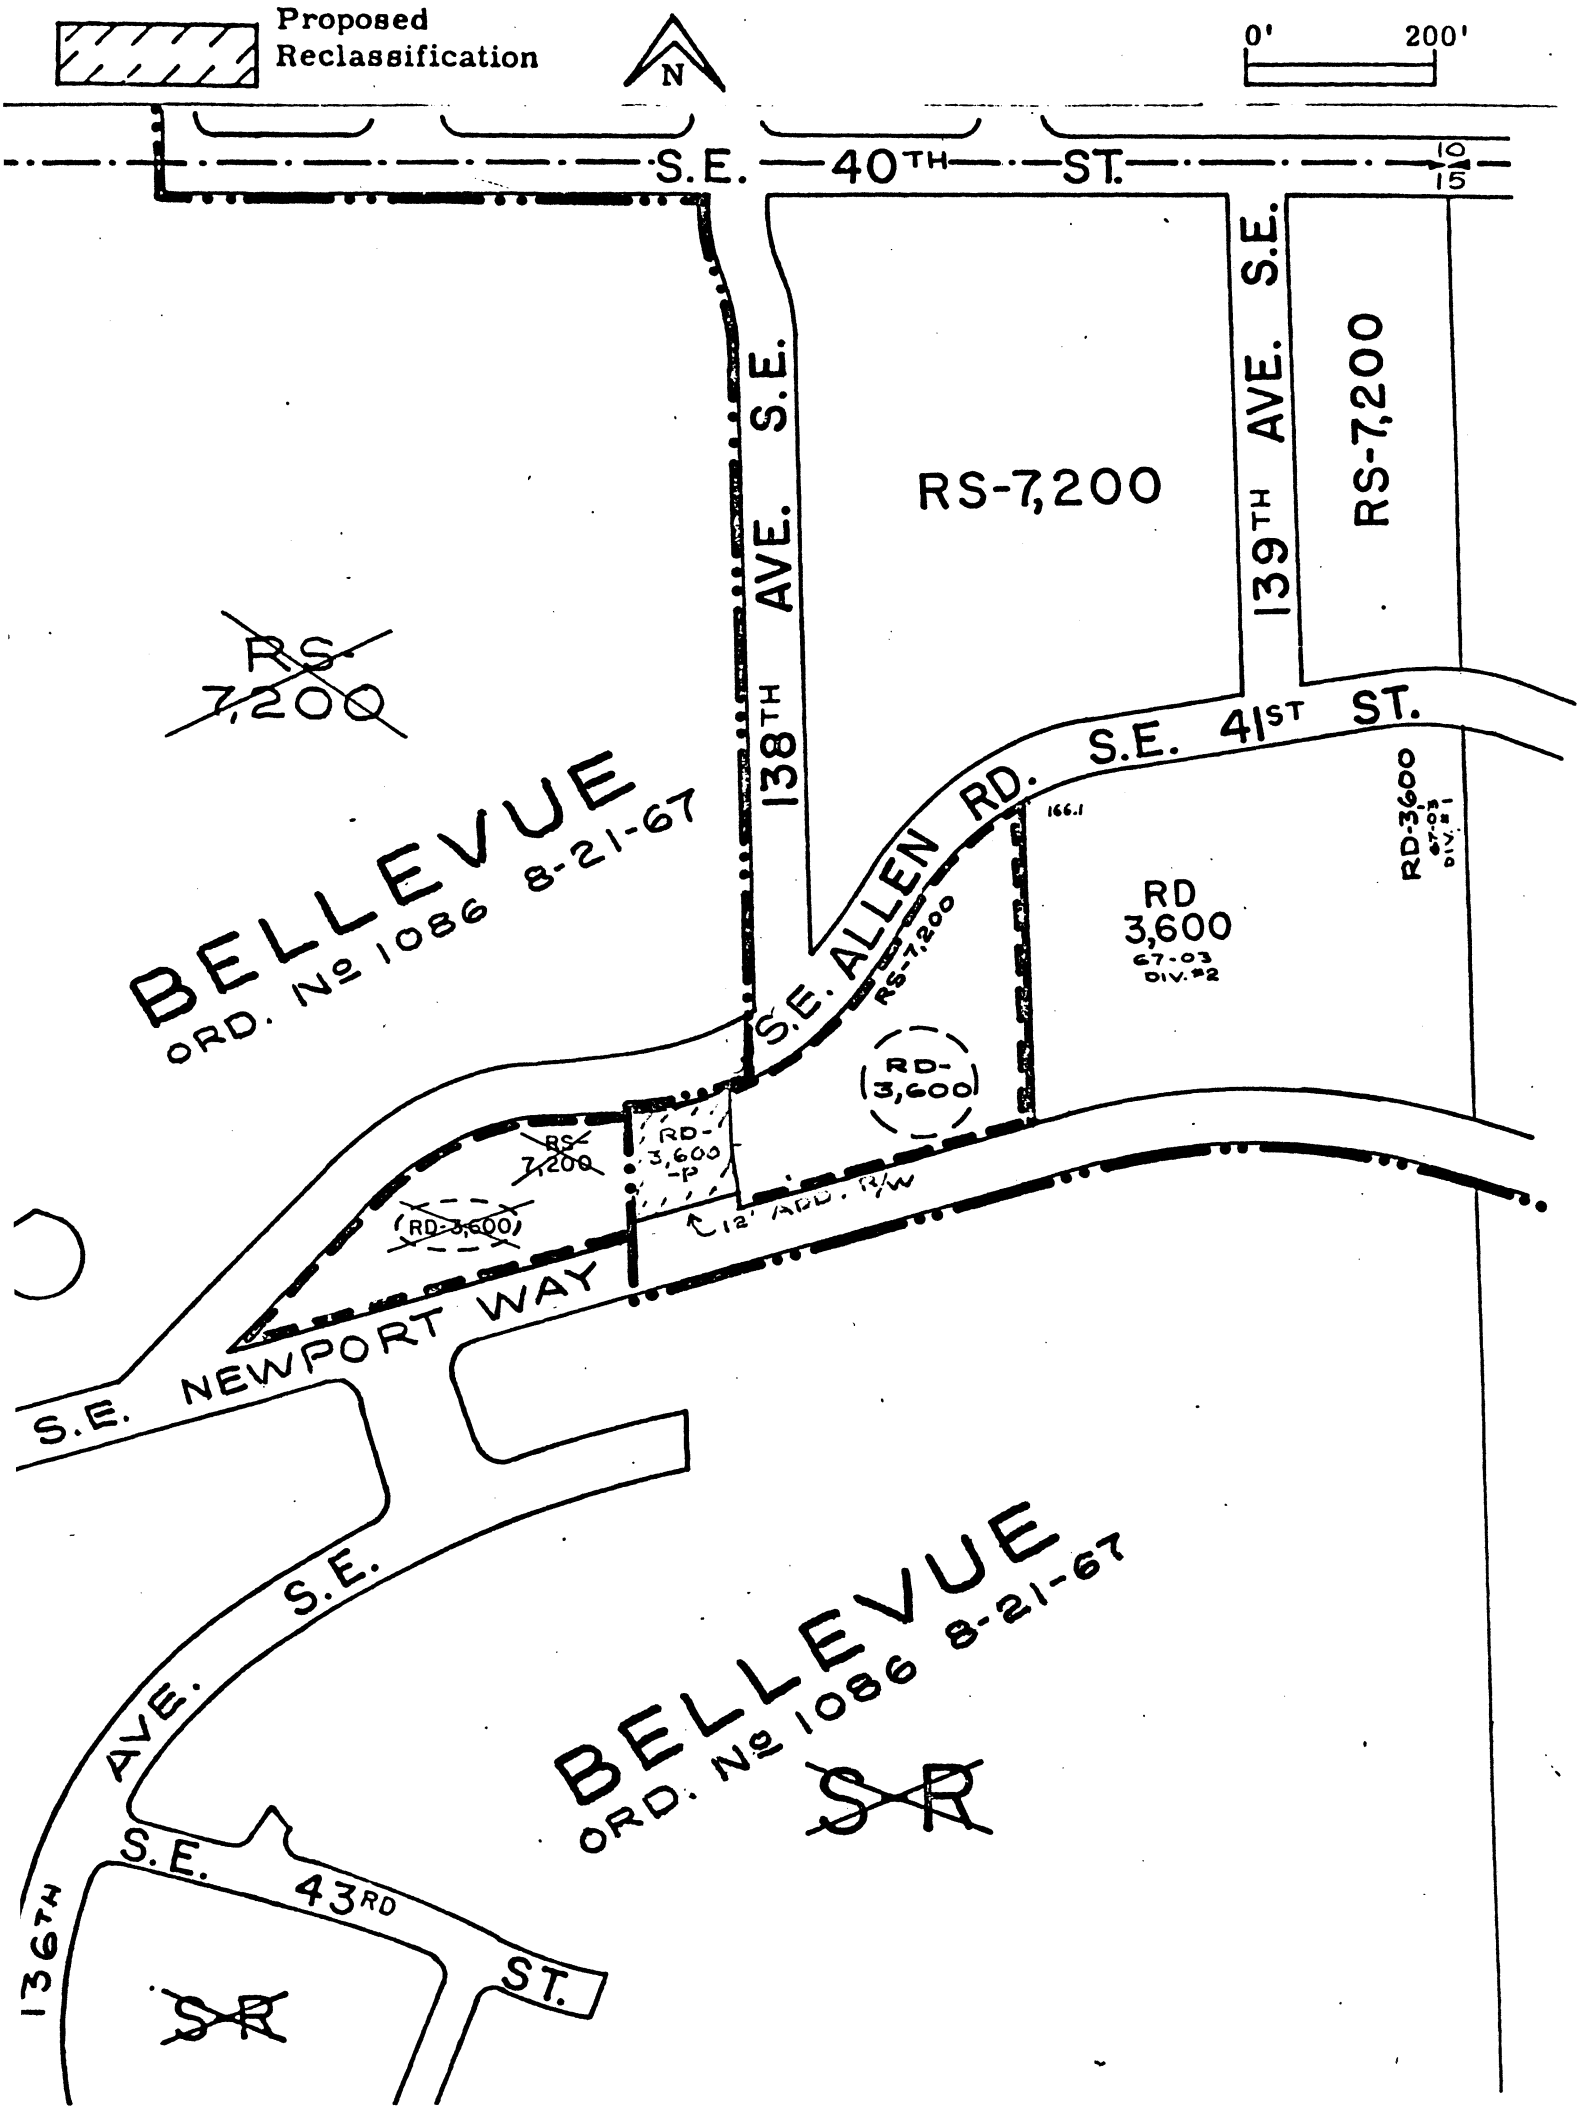 Proposed
Reclassification
N
0' 200'
S.E. 40TH ST.
10
15
138TH AVE. S.E.
139TH AVE. S.E.
RS-7,200
RS-7,200
RS-
7,200
BELLEVUE
ORD. No 1086 8-21-67
S.E. ALLEN RD.
S.E. 41ST ST.
166.1
RD-3600
67-03
DIV. #1
RD
3,600
67-03
DIV. #2
RS-7,200
RD-
3,600
RS-
7,200
RD-
3,600
-P
RD-3,600
12' ADD. R/W
S.E. NEWPORT WAY
136TH AVE. S.E.
BELLEVUE
ORD. No 1086 8-21-67
S-R
S.E. 43RD ST.
S-R